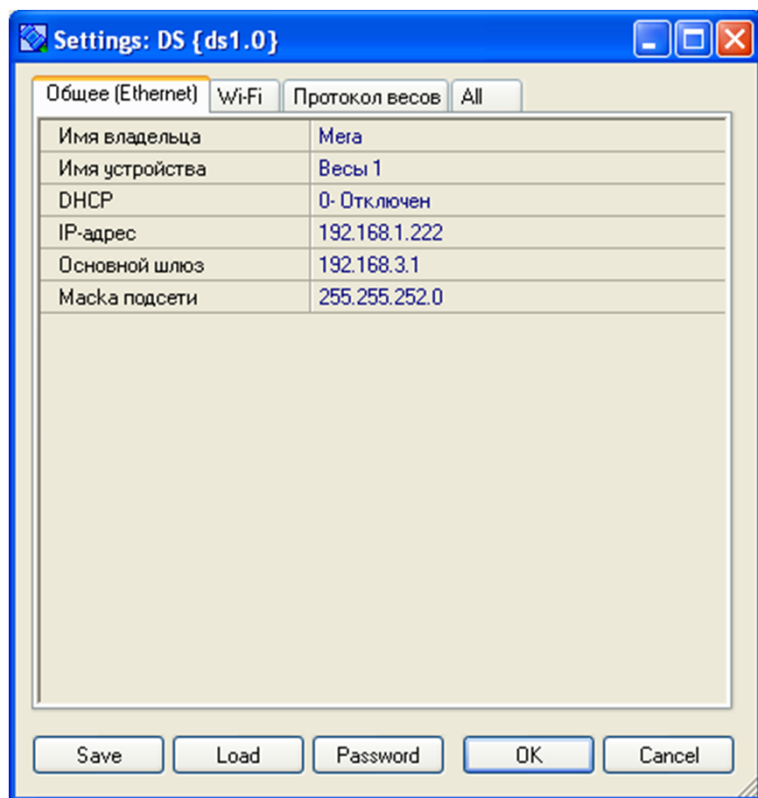 Settings: DS {ds1.0}
Общее (Ethernet) Wi-Fi Протокол весов All
Имя владельца Мега
Имя устройства Весы 1
DHCP 0- Отключен
IP-адрес 192.168.1.222
Основной шлюз 192.168.3.1
Маска подсети 255.255.252.0
Save Load Password OK Cancel